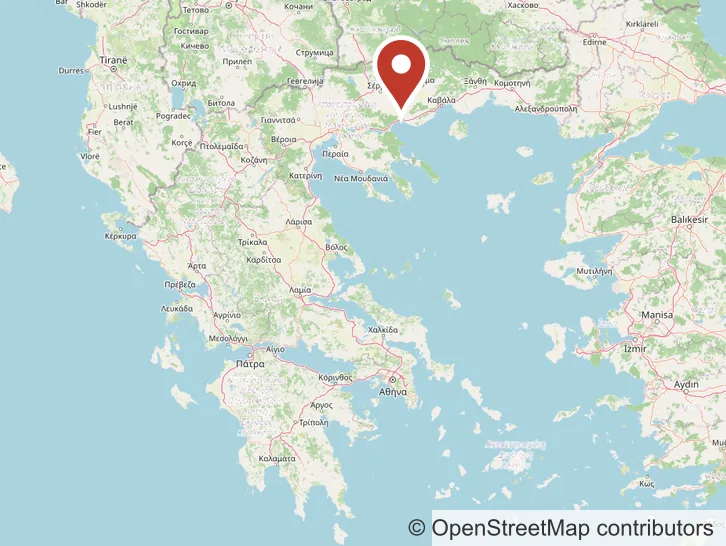 Shkodër
Гостивар
Кичево
Tiranë
Durrës
Прилеп
Струмица
Охрид
Битола
Гевгелија
Lushnjë
Fier
Berat
Pogradec
Vlorë
Korçë
Γιαννιτσά
Πτολεμαΐδα
Βέροια
Κοζάνη
Κατερίνη
Περαία
Νέα Μουδανιά
Καβάλα
Ξάνθη
Κομοτηνή
Αλεξανδρούπολη
Хасково
Kırklareli
Edirne
Κέρκυρα
Λάρισα
Τρίκαλα
Καρδίτσα
Βόλος
Άρτα
Πρέβεζα
Λευκάδα
Αγρίνιο
Λαμία
Μεσολόγγι
Χαλκίδα
Αίγιο
Πάτρα
Κόρινθος
Αθήνα
Άργος
Τρίπολη
Καλαμάτα
Μυτιλήνη
Balıkesir
Manisa
İzmir
Aydın
Κως
© OpenStreetMap contributors